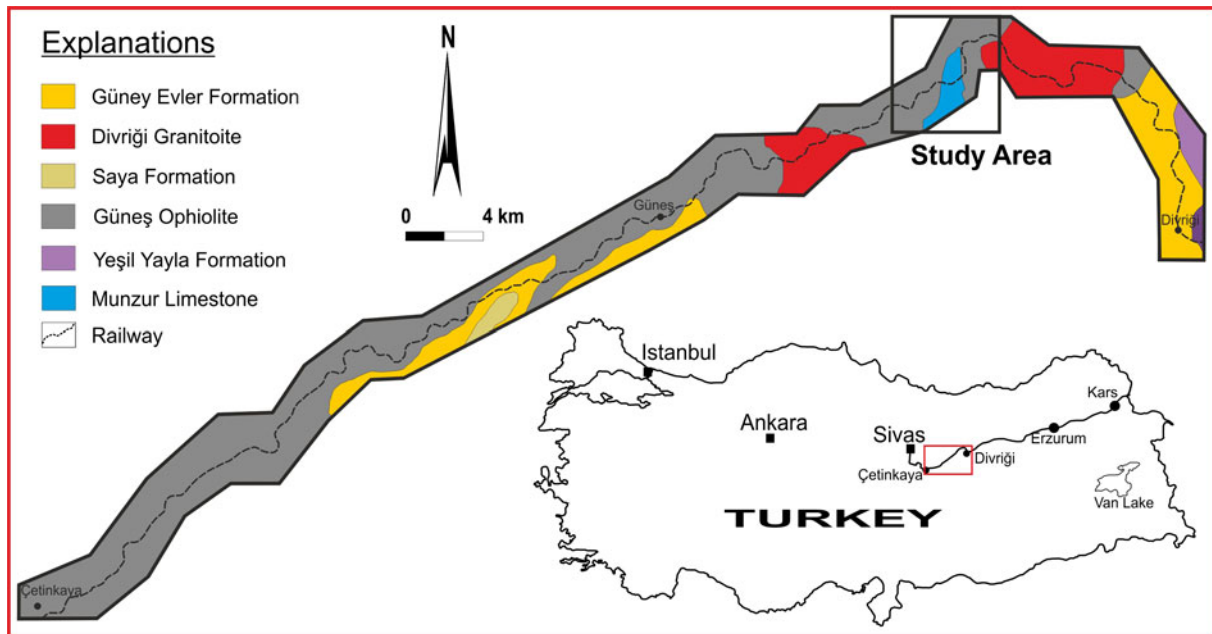 Explanations
Güney Evler Formation
Divriği Granitoite
Saya Formation
Güneş Ophiolite
Yeşil Yayla Formation
Munzur Limestone
Railway
N
0 4 km
Study Area
Güneş
Divriği
Çetinkaya
Istanbul
Ankara
Sivas
Kars
Erzurum
Divriği
Çetinkaya
Van Lake
TURKEY